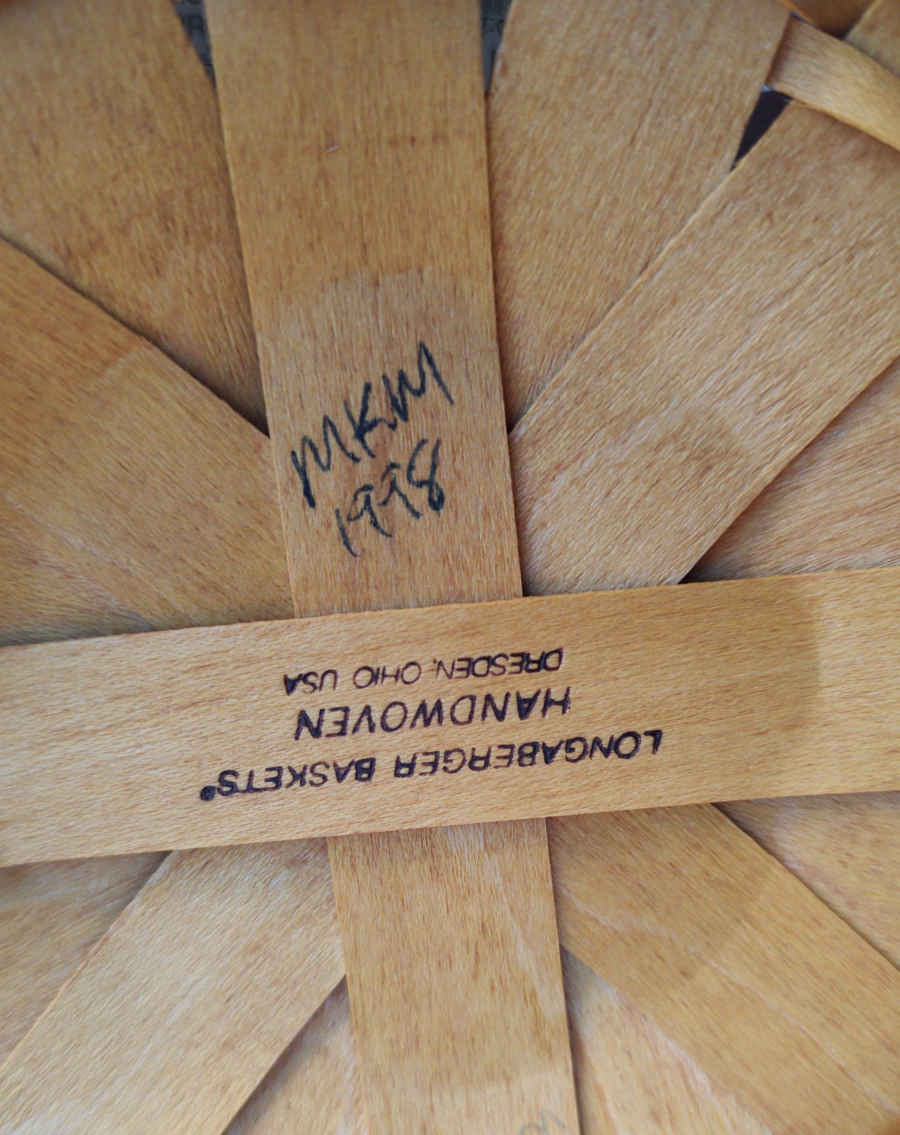 MKM
1998
LONGABERGER BASKETS®
HANDWOVEN
DRESDEN, OHIO USA